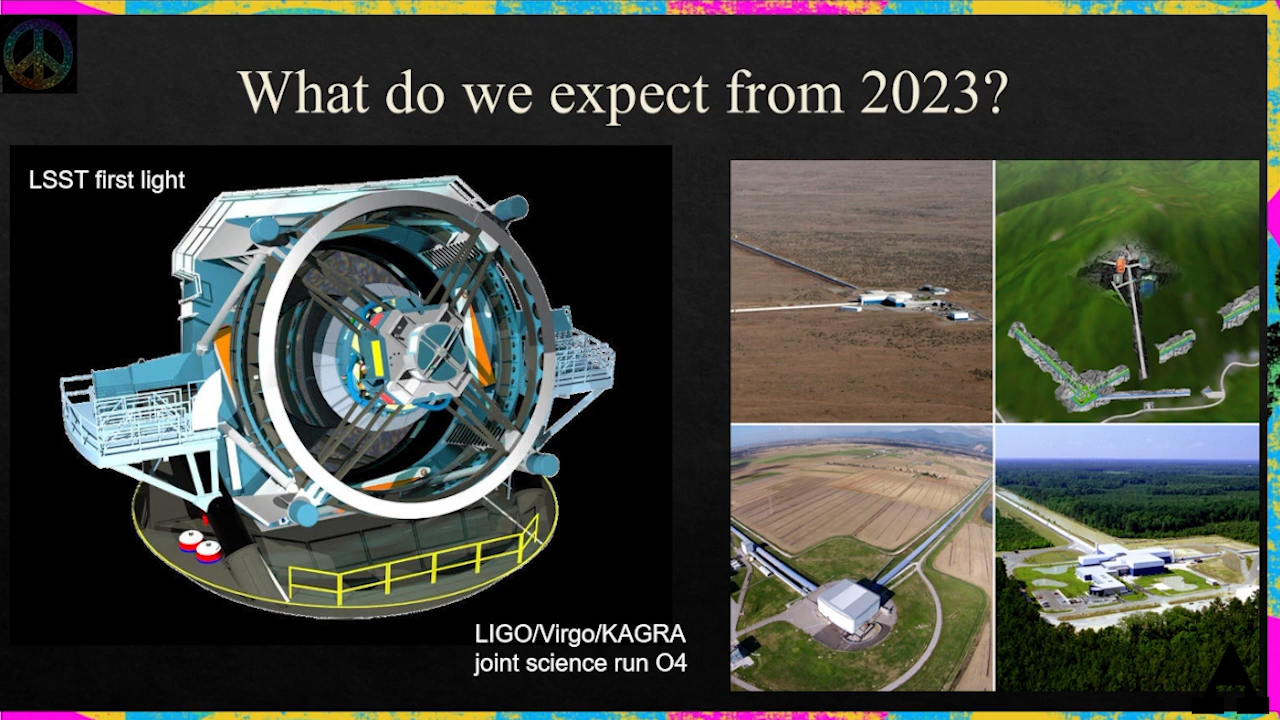 What do we expect from 2023?
LSST first light
LIGO/Virgo/KAGRA
joint science run O4